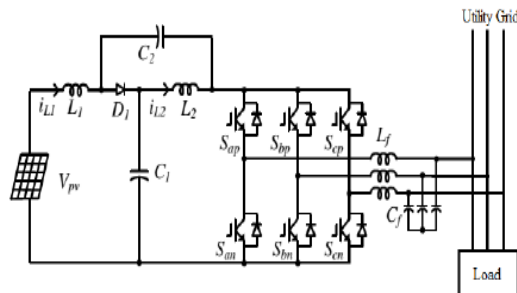 Utility Grid
C2
iL1 L1 D1 iL2 L2
Sap Sbp Scp
Lf
Vpv
C1
Cf
San Sbn Scn
Load